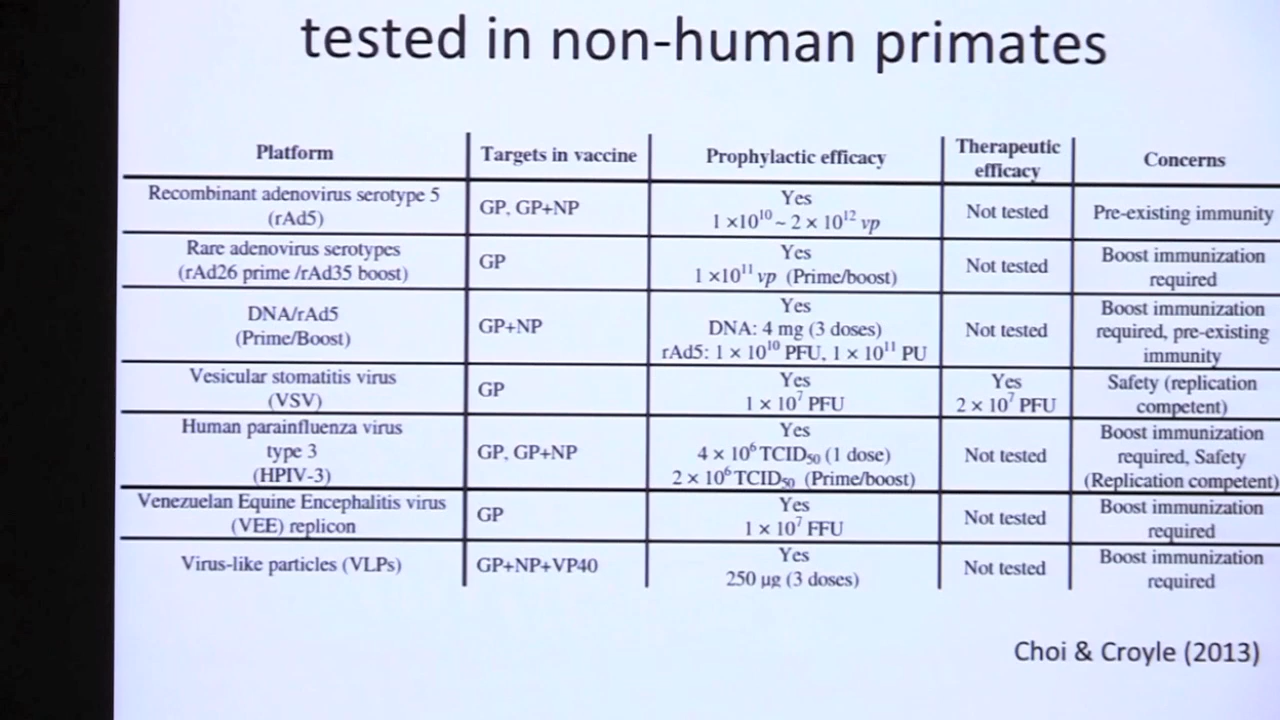 tested in non-human primates
Platform Targets in vaccine Prophylactic efficacy Therapeutic efficacy Concerns
Recombinant adenovirus serotype 5 (rAd5) GP, GP+NP Yes 1 ×10¹⁰ ~ 2 × 10¹² vp Not tested Pre-existing immunity
Rare adenovirus serotypes (rAd26 prime /rAd35 boost) GP Yes 1 ×10¹¹ vp (Prime/boost) Not tested Boost immunization required
DNA/rAd5 (Prime/Boost) GP+NP Yes DNA: 4 mg (3 doses) rAd5: 1 × 10¹⁰ PFU, 1 × 10¹¹ PU Not tested Boost immunization required, pre-existing immunity
Vesicular stomatitis virus (VSV) GP Yes 1 × 10⁷ PFU Yes 2 × 10⁷ PFU Safety (replication competent)
Human parainfluenza virus type 3 (HPIV-3) GP, GP+NP Yes 4 × 10⁶ TCID₅₀ (1 dose) 2 × 10⁶ TCID₅₀ (Prime/boost) Not tested Boost immunization required, Safety (Replication competent)
Venezuelan Equine Encephalitis virus (VEE) replicon GP Yes 1 × 10⁷ FFU Not tested Boost immunization required
Virus-like particles (VLPs) GP+NP+VP40 Yes 250 µg (3 doses) Not tested Boost immunization required
Choi & Croyle (2013)